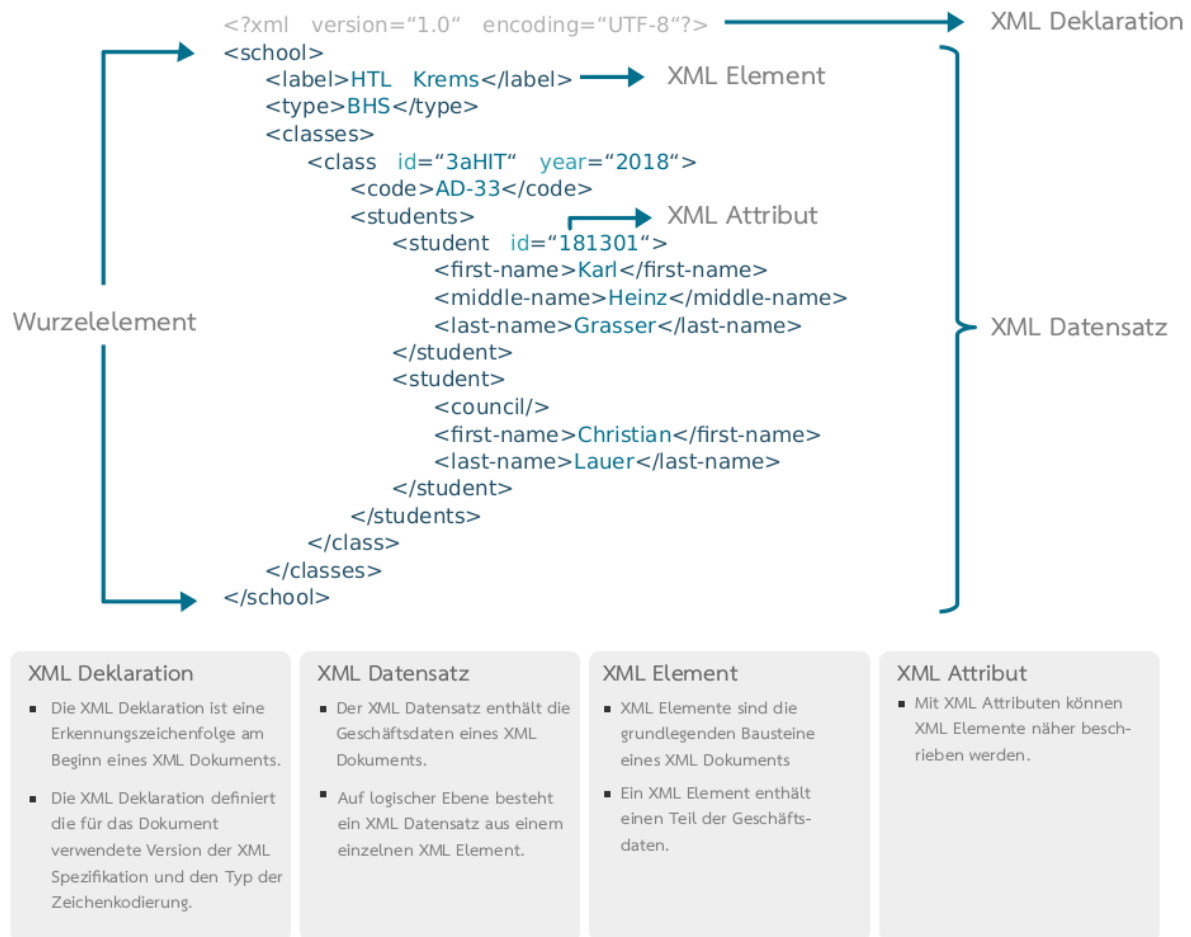 <?xml version=“1.0“ encoding=“UTF-8“?>
XML Deklaration
<school>
<label>HTL Krems</label>
XML Element
<type>BHS</type>
<classes>
<class id=“3aHIT“ year=“2018“>
<code>AD-33</code>
<students>
XML Attribut
<student id=“181301“>
<first-name>Karl</first-name>
<middle-name>Heinz</middle-name>
Wurzelelement
<last-name>Grasser</last-name>
XML Datensatz
</student>
<student>
<council/>
<first-name>Christian</first-name>
<last-name>Lauer</last-name>
</student>
</students>
</class>
</classes>
</school>
XML Deklaration
▪ Die XML Deklaration ist eine
Erkennungszeichenfolge am
Beginn eines XML Dokuments.
▪ Die XML Deklaration definiert
die für das Dokument
verwendete Version der XML
Spezifikation und den Typ der
Zeichenkodierung.
XML Datensatz
▪ Der XML Datensatz enthält die
Geschäftsdaten eines XML
Dokuments.
▪ Auf logischer Ebene besteht
ein XML Datensatz aus einem
einzelnen XML Element.
XML Element
▪ XML Elemente sind die
grundlegenden Bausteine
eines XML Dokuments
▪ Ein XML Element enthält
einen Teil der Geschäfts-
daten.
XML Attribut
▪ Mit XML Attributen können
XML Elemente näher besch-
rieben werden.